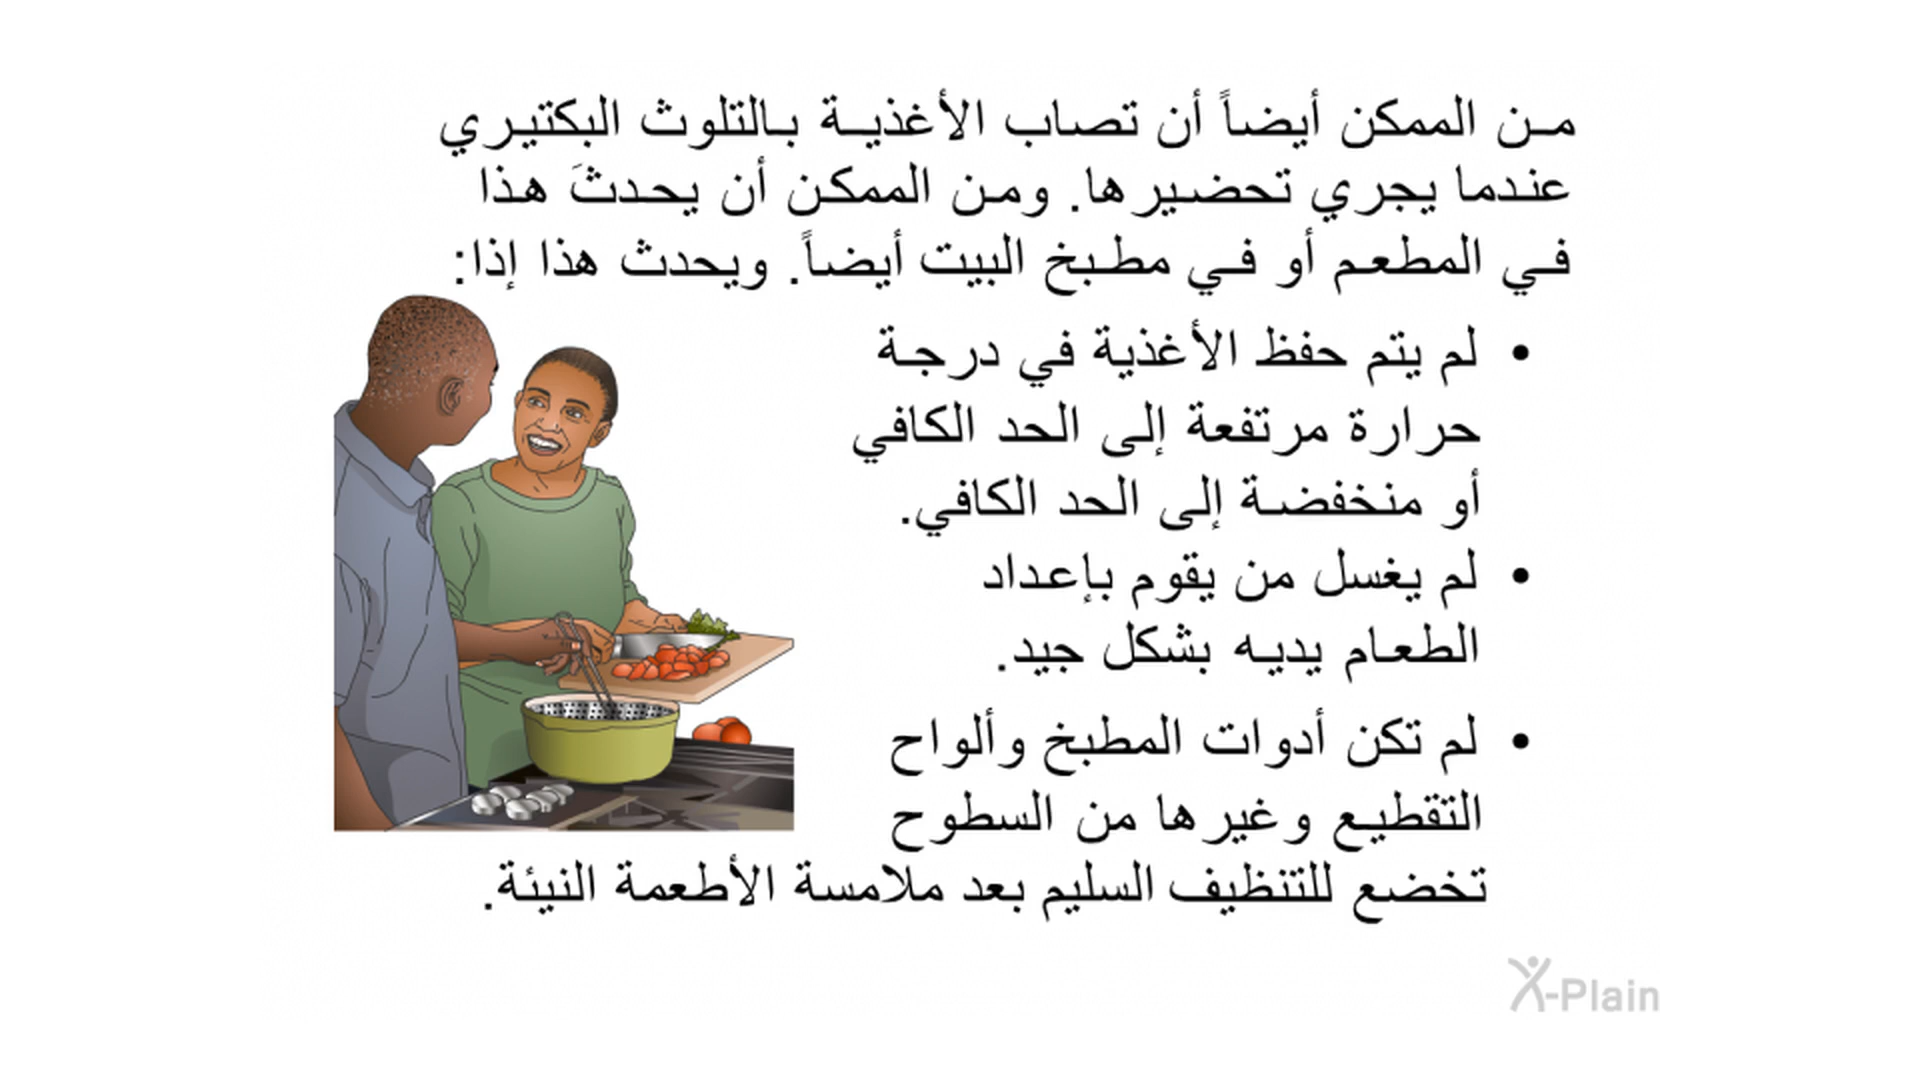 من الممكن أيضاً أن تصاب الأغذية بالتلوث البكتيري
عندما يجري تحضيرها. ومن الممكن أن يحدثَ هذا
في المطعم أو في مطبخ البيت أيضاً. ويحدث هذا إذا:
• لم يتم حفظ الأغذية في درجة
حرارة مرتفعة إلى الحد الكافي
أو منخفضة إلى الحد الكافي.
• لم يغسل من يقوم بإعداد
الطعام يديه بشكل جيد.
• لم تكن أدوات المطبخ وألواح
التقطيع وغيرها من السطوح
تخضع للتنظيف السليم بعد ملامسة الأطعمة النيئة.
X-Plain